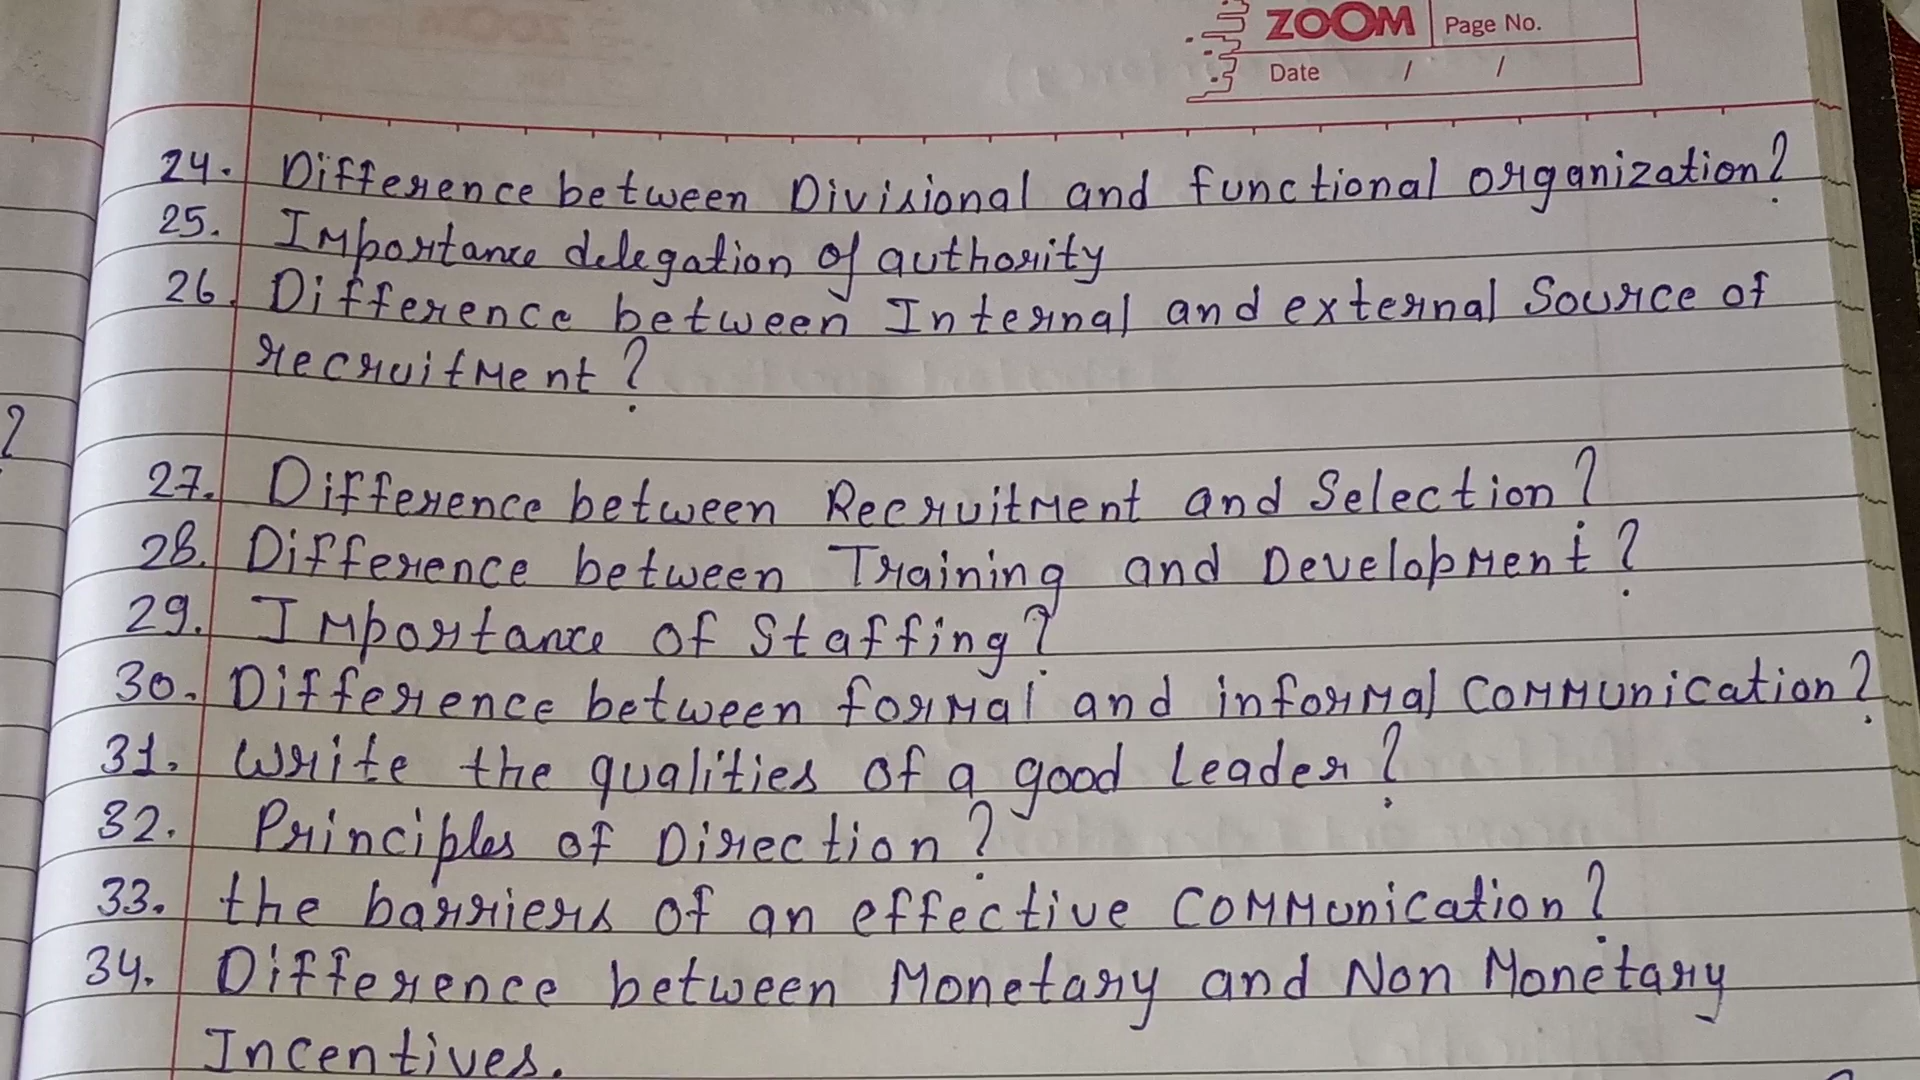 ZOOM Page No.
Date / /
24. Difference between Divisional and functional organization?
25. Importance delegation of authority
26. Difference between Internal and external Source of
recruitment?
?
27. Difference between Recruitment and Selection?
28. Difference between Training and Development?
29. Importance of Staffing?
30. Difference between formal and informal Communication?
31. write the qualities of a good leader?
32. Principles of Direction?
33. the barriers of an effective Communication?
34. Difference between Monetary and Non Monetary
Incentives.